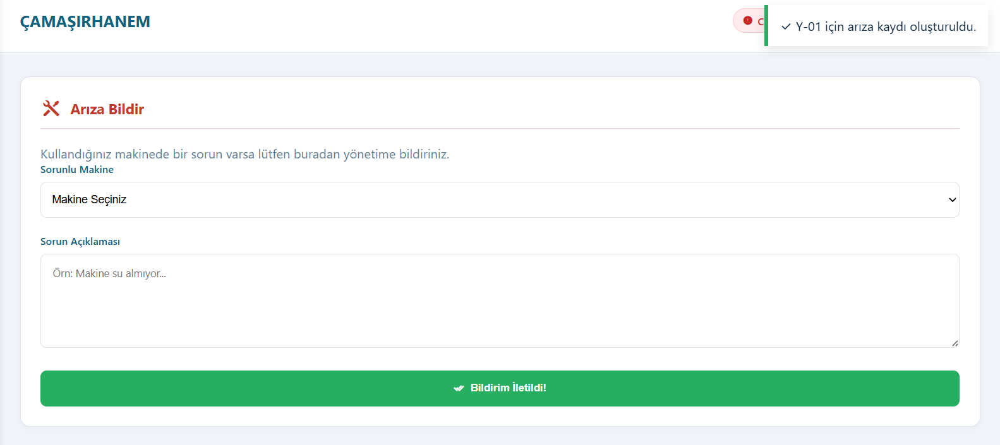 ÇAMAŞIRHANEM
✓ Y-01 için arıza kaydı oluşturuldu.
Arıza Bildir
Kullandığınız makinede bir sorun varsa lütfen buradan yönetime bildiriniz.
Sorunlu Makine
Makine Seçiniz
Sorun Açıklaması
Örn: Makine su almıyor...
Bildirim İletildi!